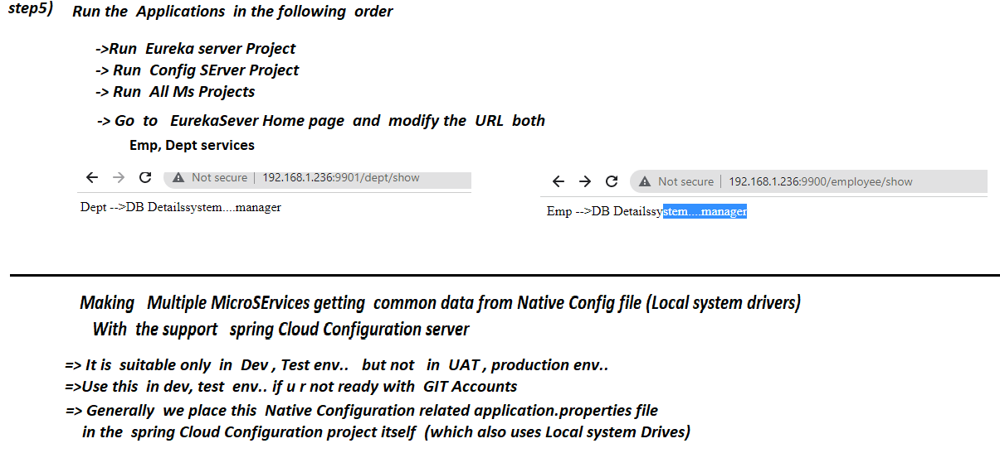 step5) Run the Applications in the following order
->Run Eureka server Project
-> Run Config SErver Project
-> Run All Ms Projects
-> Go to EurekaSever Home page and modify the URL both
Emp, Dept services
Not secure | 192.168.1.236:9901/dept/show
Dept -->DB Detailssystem....manager
Not secure | 192.168.1.236:9900/employee/show
Emp -->DB Detailssystem....manager
Making Multiple MicroSErvices getting common data from Native Config file (Local system drivers)
With the support spring Cloud Configuration server
=> It is suitable only in Dev , Test env.. but not in UAT , production env..
=>Use this in dev, test env.. if u r not ready with GIT Accounts
=> Generally we place this Native Configuration related application.properties file
in the spring Cloud Configuration project itself (which also uses Local system Drives)